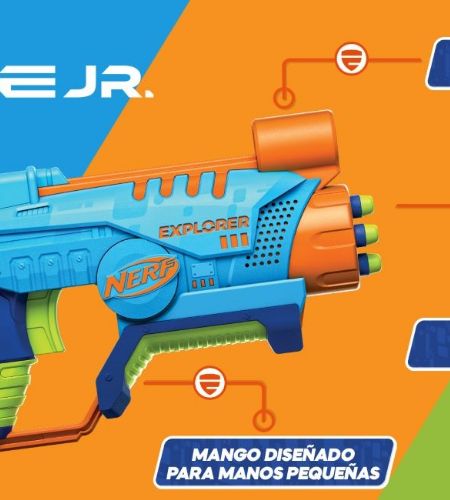 E JR.
EXPLORER
NERF
MANGO DISEÑADO
PARA MANOS PEQUEÑAS